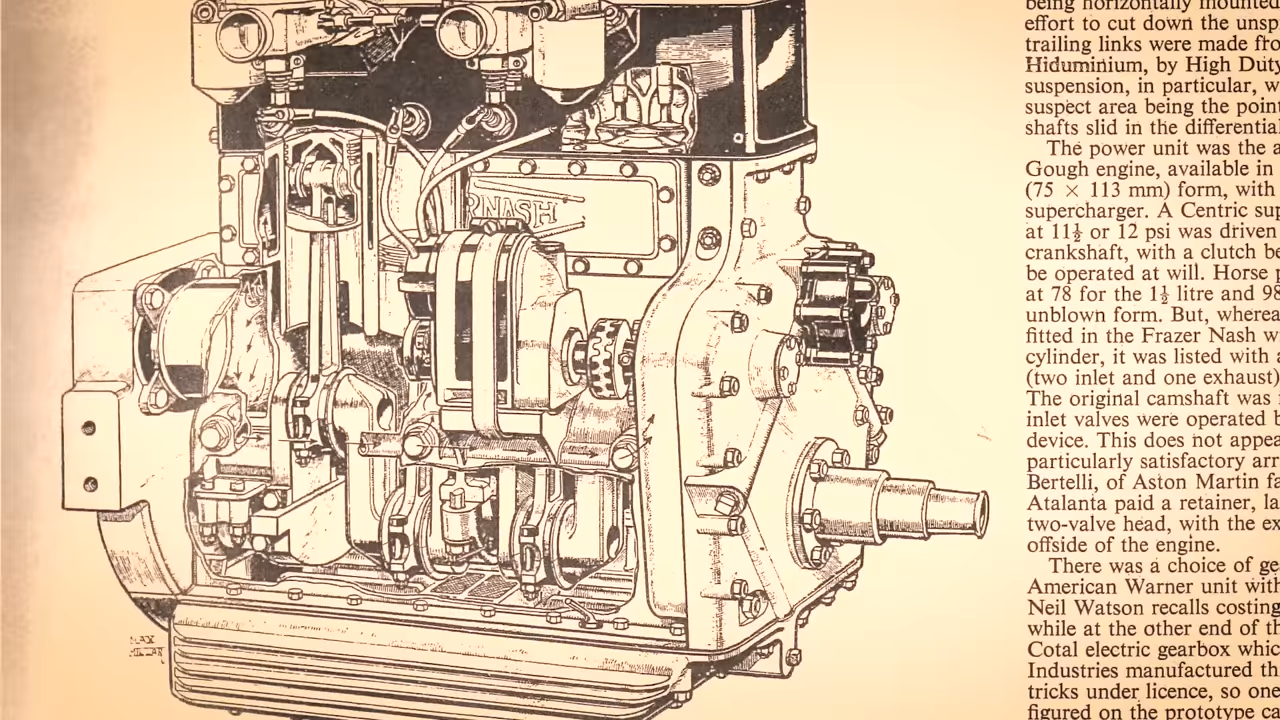 RNASH
MAX
MILLAR
being horizontally mounted
effort to cut down the unsp
trailing links were made fro
Hiduminium, by High Duty
suspension, in particular, w
suspect area being the point
shafts slid in the differential
The power unit was the a
Gough engine, available in
(75 × 113 mm) form, with
supercharger. A Centric sup
at 11½ or 12 psi was driven
crankshaft, with a clutch be
be operated at will. Horse p
at 78 for the 1½ litre and 98
unblown form. But, wherea
fitted in the Frazer Nash w
cylinder, it was listed with a
(two inlet and one exhaust)
The original camshaft was
inlet valves were operated b
device. This does not appea
particularly satisfactory arr
Bertelli, of Aston Martin fa
Atalanta paid a retainer, la
two-valve head, with the ex
offside of the engine.
There was a choice of ge
American Warner unit with
Neil Watson recalls costing
while at the other end of th
Cotal electric gearbox whic
Industries manufactured th
tricks under licence, so one
figured on the prototype ca